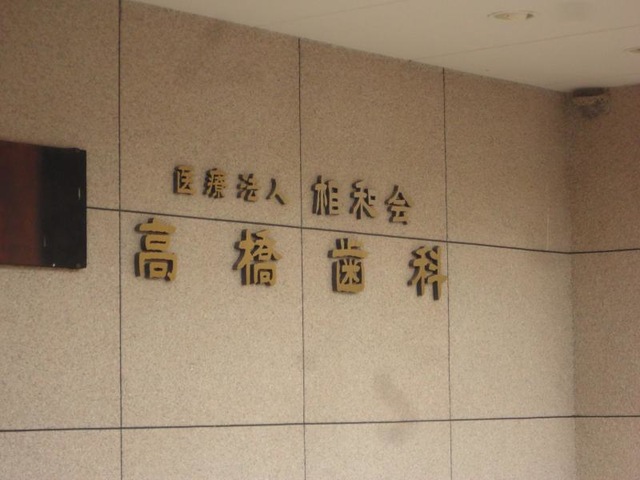 医療法人 相和会
高橋歯科